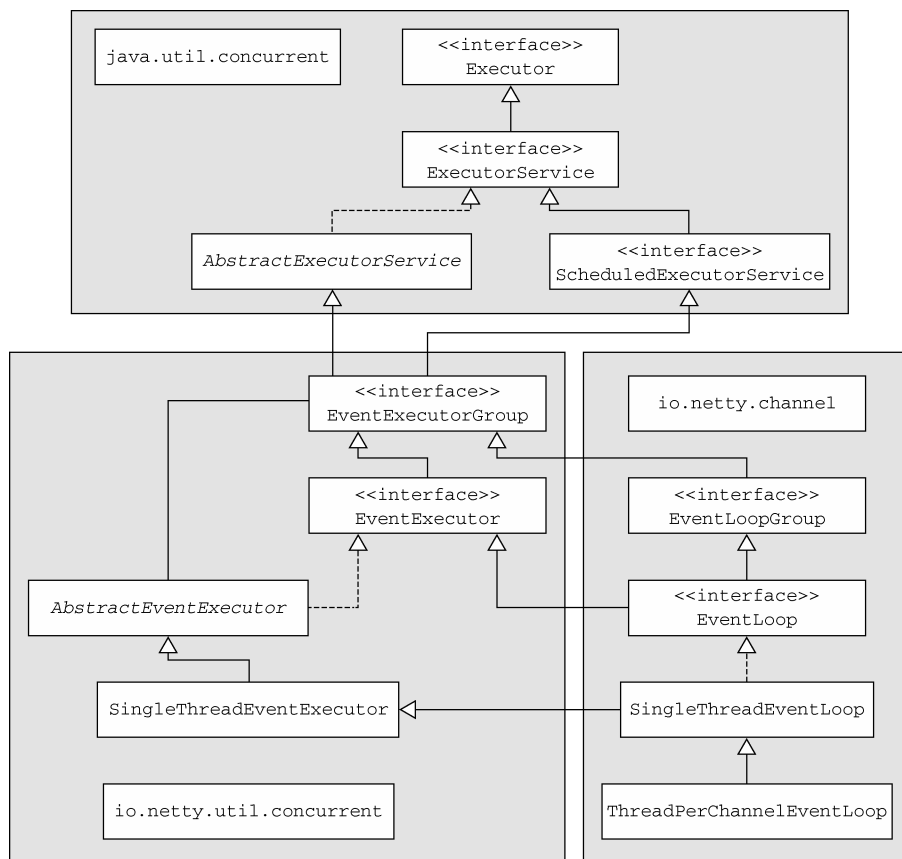 java.util.concurrent
<<interface>>
Executor
<<interface>>
ExecutorService
AbstractExecutorService
<<interface>>
ScheduledExecutorService
<<interface>>
EventExecutorGroup
io.netty.channel
<<interface>>
EventExecutor
<<interface>>
EventLoopGroup
AbstractEventExecutor
<<interface>>
EventLoop
SingleThreadEventExecutor
SingleThreadEventLoop
io.netty.util.concurrent
ThreadPerChannelEventLoop